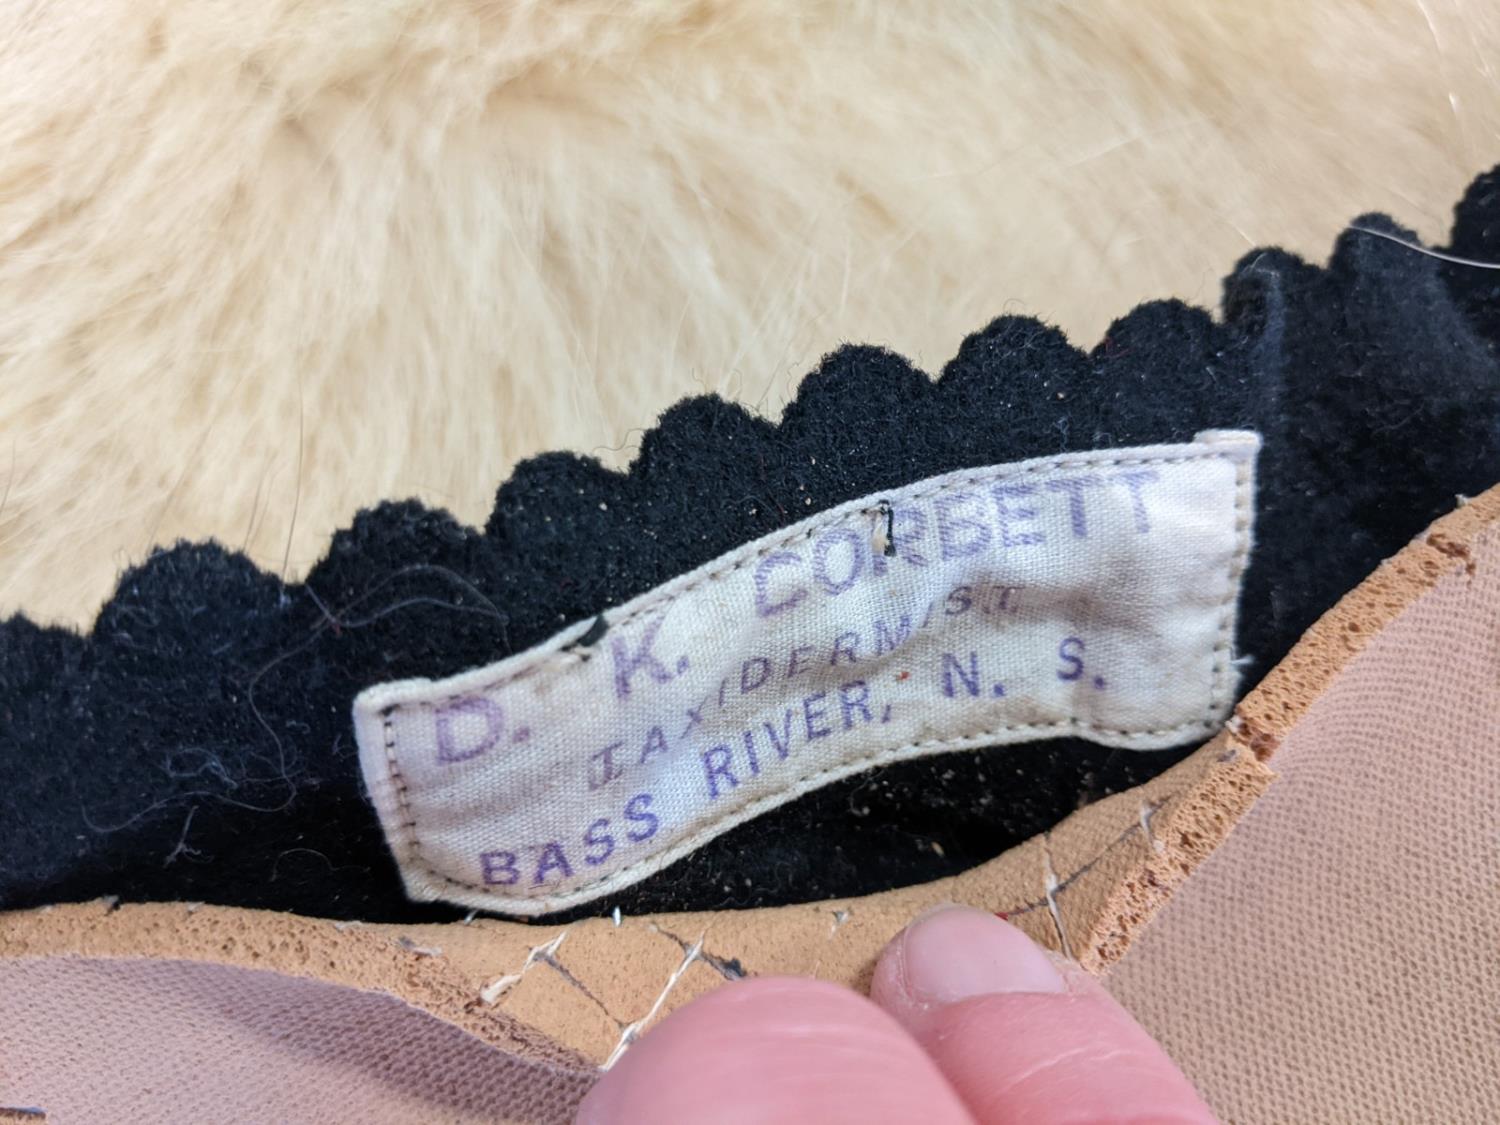 D. K. CORBETT
TAXIDERMIST
BASS RIVER, N. S.